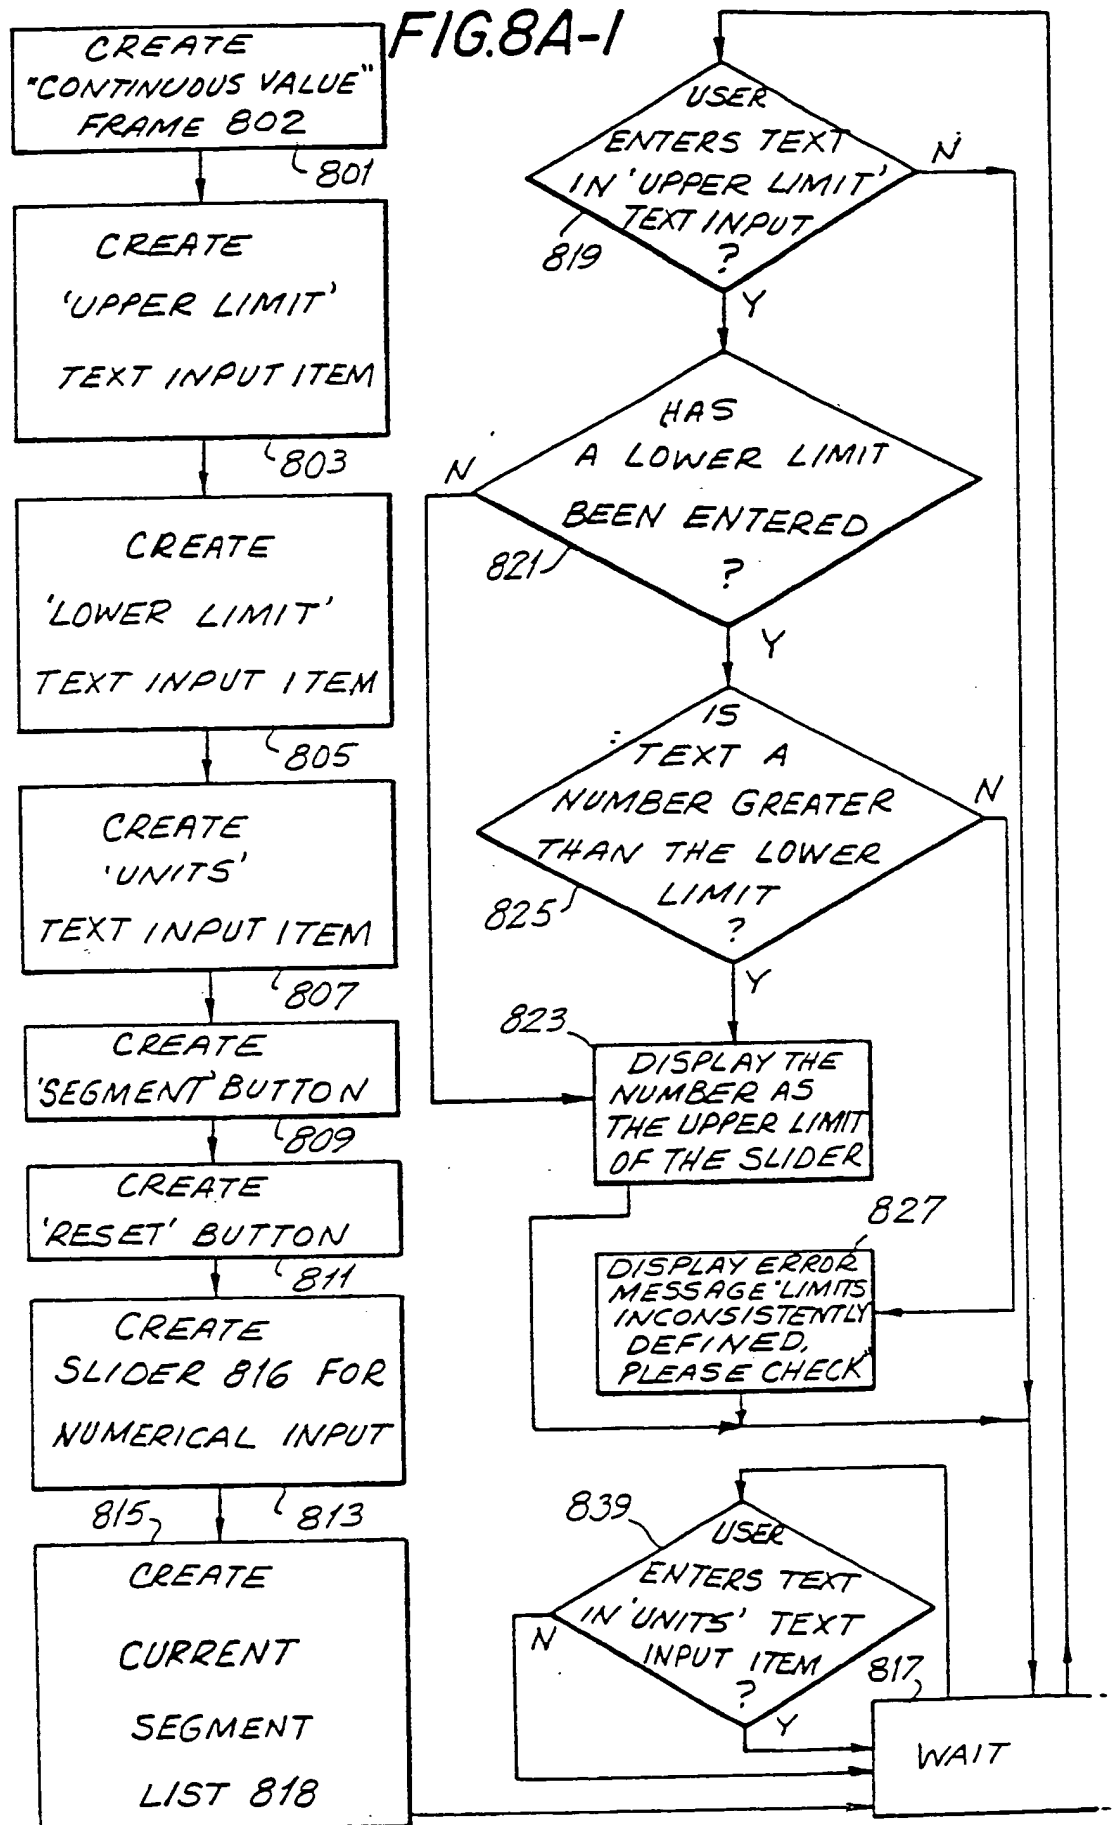 FIG.8A-1
CREATE
"CONTINUOUS VALUE"
FRAME 802
801
CREATE
'UPPER LIMIT'
TEXT INPUT ITEM
803
CREATE
'LOWER LIMIT'
TEXT INPUT ITEM
805
CREATE
'UNITS'
TEXT INPUT ITEM
807
CREATE
'SEGMENT' BUTTON
809
CREATE
'RESET' BUTTON
811
CREATE
SLIDER 816 FOR
NUMERICAL INPUT
813
815
CREATE
CURRENT
SEGMENT
LIST 818
USER
ENTERS TEXT
IN 'UPPER LIMIT'
TEXT INPUT
?
819
N
Y
HAS
A LOWER LIMIT
BEEN ENTERED
?
821
N
Y
IS
TEXT A
NUMBER GREATER
THAN THE LOWER
LIMIT
?
825
N
Y
823
DISPLAY THE
NUMBER AS
THE UPPER LIMIT
OF THE SLIDER
827
DISPLAY ERROR
MESSAGE "LIMITS
INCONSISTENTLY
DEFINED,
PLEASE CHECK"
839
USER
ENTERS TEXT
IN 'UNITS' TEXT
INPUT ITEM
?
N
Y
817
WAIT